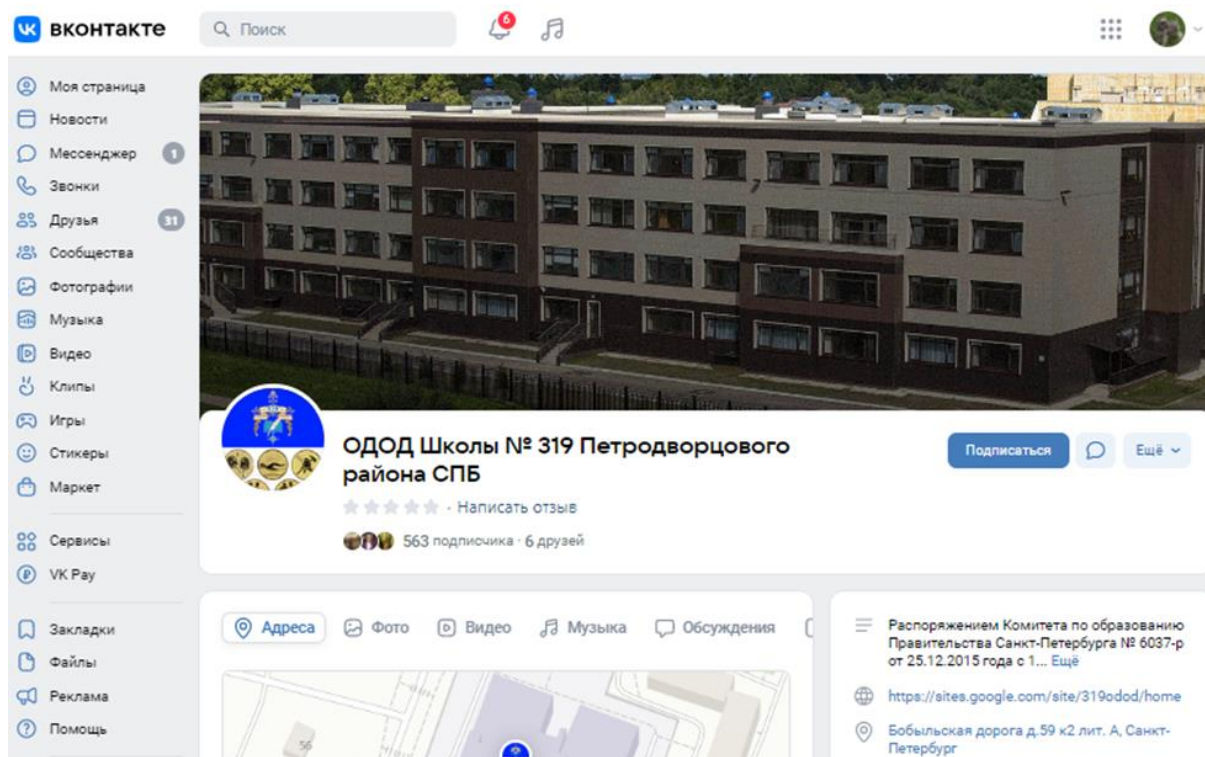 вконтакте
Поиск
6
Моя страница
Новости
Мессенджер 1
Звонки
Друзья 31
Сообщества
Фотографии
Музыка
Видео
Клипы
Игры
Стикеры
Маркет
Сервисы
VK Pay
Закладки
Файлы
Реклама
Помощь
ОДОД Школы № 319 Петродворцового
района СПБ
Написать отзыв
563 подписчика · 6 друзей
Подписаться
Ещё
Адреса Фото Видео Музыка Обсуждения
56
Распоряжением Комитета по образованию
Правительства Санкт-Петербурга № 6037-р
от 25.12.2015 года с 1... Ещё
https://sites.google.com/site/319odod/home
Бобыльская дорога д.59 к2 лит. А, Санкт-
Петербург